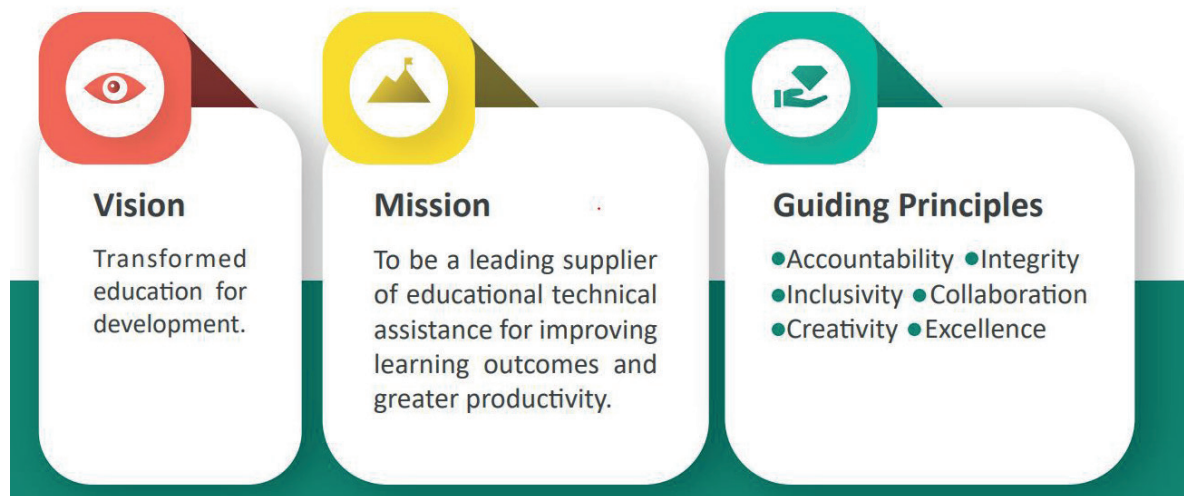 Vision
Transformed
education for
development.
Mission
To be a leading supplier
of educational technical
assistance for improving
learning outcomes and
greater productivity.
Guiding Principles
●Accountability ●Integrity
●Inclusivity ●Collaboration
●Creativity ●Excellence